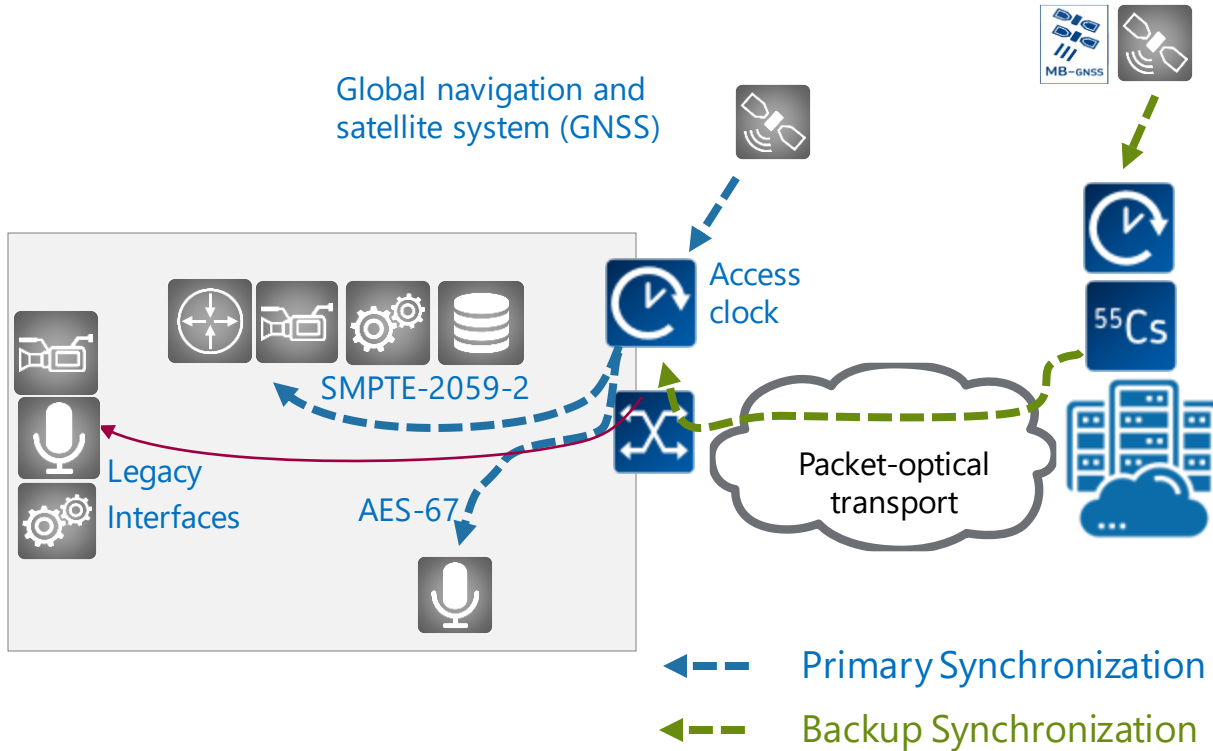 MB-GNSS
Global navigation and
satellite system (GNSS)
Access
clock
55Cs
SMPTE-2059-2
Packet-optical
transport
Legacy
Interfaces
AES-67
Primary Synchronization
Backup Synchronization